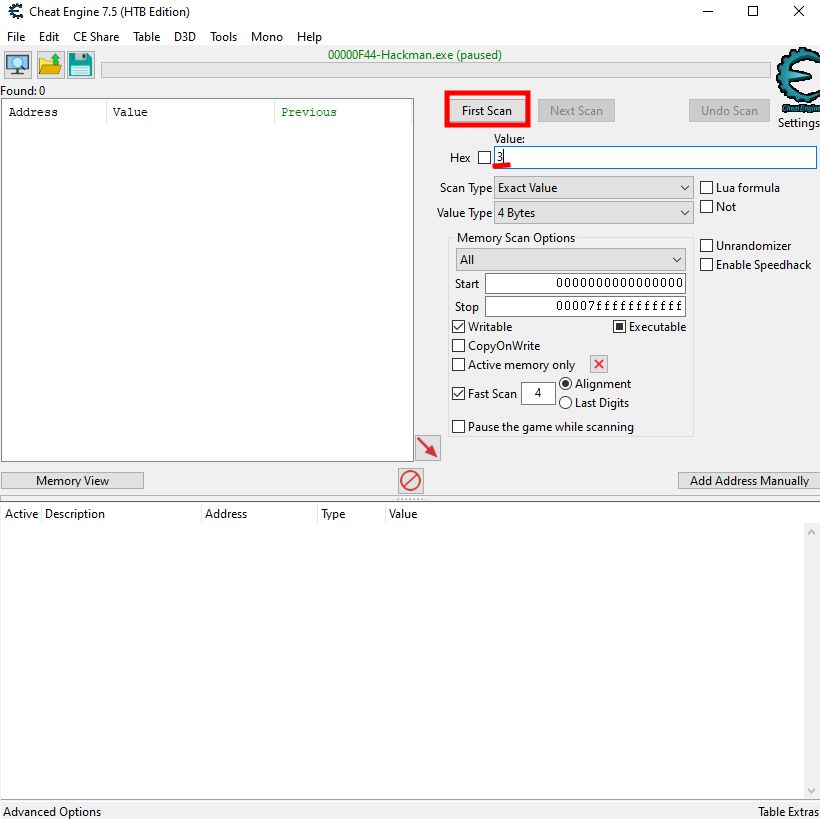 Cheat Engine 7.5 (HTB Edition)
File Edit CE Share Table D3D Tools Mono Help
00000F44-Hackman.exe (paused)
Found: 0
Address Value Previous
First Scan Next Scan Undo Scan
Cheat Engine
Settings
Value:
Hex 3
Scan Type Exact Value Lua formula
Value Type 4 Bytes Not
Memory Scan Options
All
Unrandomizer
Enable Speedhack
Start 0000000000000000
Stop 00007fffffffffff
Writable Executable
CopyOnWrite
Active memory only
Fast Scan 4 Alignment
Last Digits
Pause the game while scanning
Memory View Add Address Manually
Active Description Address Type Value
Advanced Options Table Extras